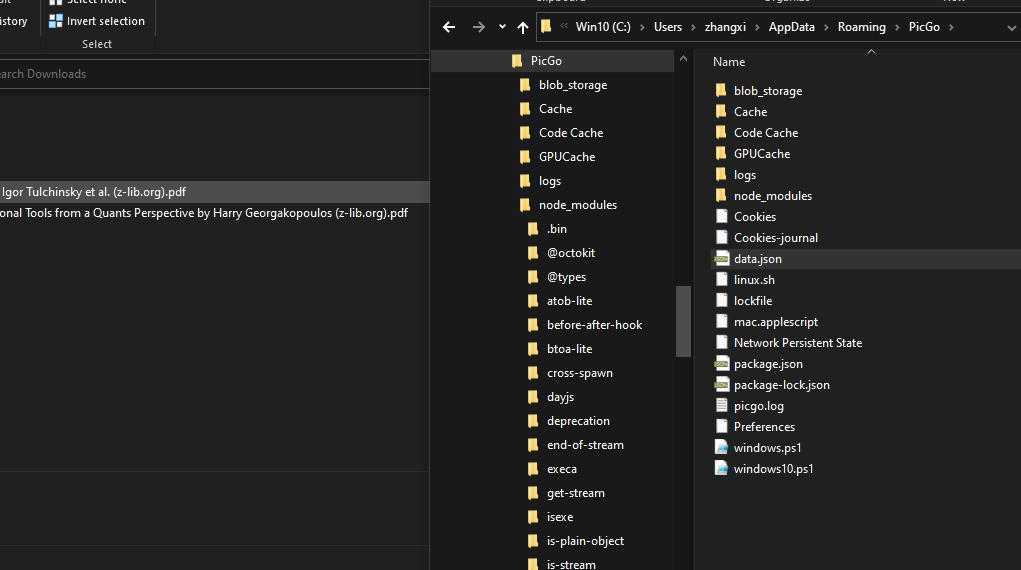 Select none
Invert selection
istory
Select
arch Downloads
Igor Tulchinsky et al. (z-lib.org).pdf
onal Tools from a Quants Perspective by Harry Georgakopoulos (z-lib.org).pdf
Win10 (C:) › Users › zhangxi › AppData › Roaming › PicGo ›
PicGo
blob_storage
Cache
Code Cache
GPUCache
logs
node_modules
.bin
@octokit
@types
atob-lite
before-after-hook
btoa-lite
cross-spawn
dayjs
deprecation
end-of-stream
execa
get-stream
isexe
is-plain-object
is-stream
Name
blob_storage
Cache
Code Cache
GPUCache
logs
node_modules
Cookies
Cookies-journal
data.json
linux.sh
lockfile
mac.applescript
Network Persistent State
package.json
package-lock.json
picgo.log
Preferences
windows.ps1
windows10.ps1